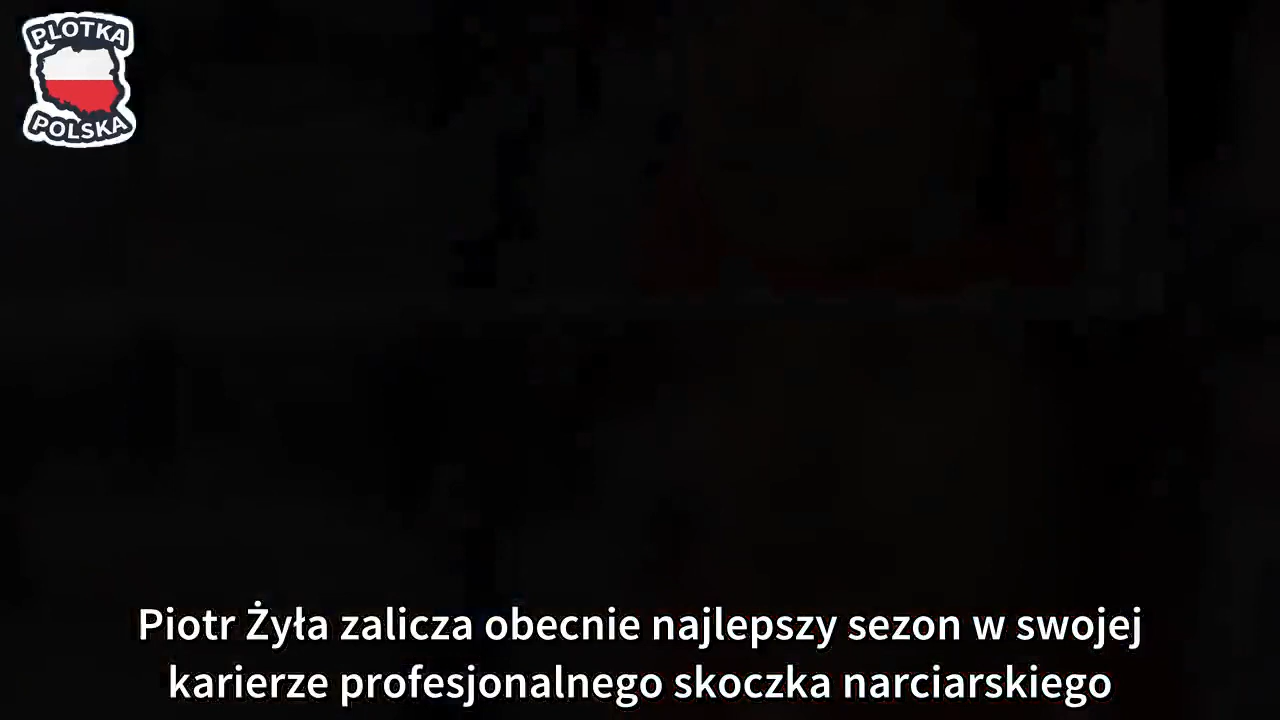 PLOTKA
POLSKA
Piotr Żyła zalicza obecnie najlepszy sezon w swojej
karierze profesjonalnego skoczka narciarskiego